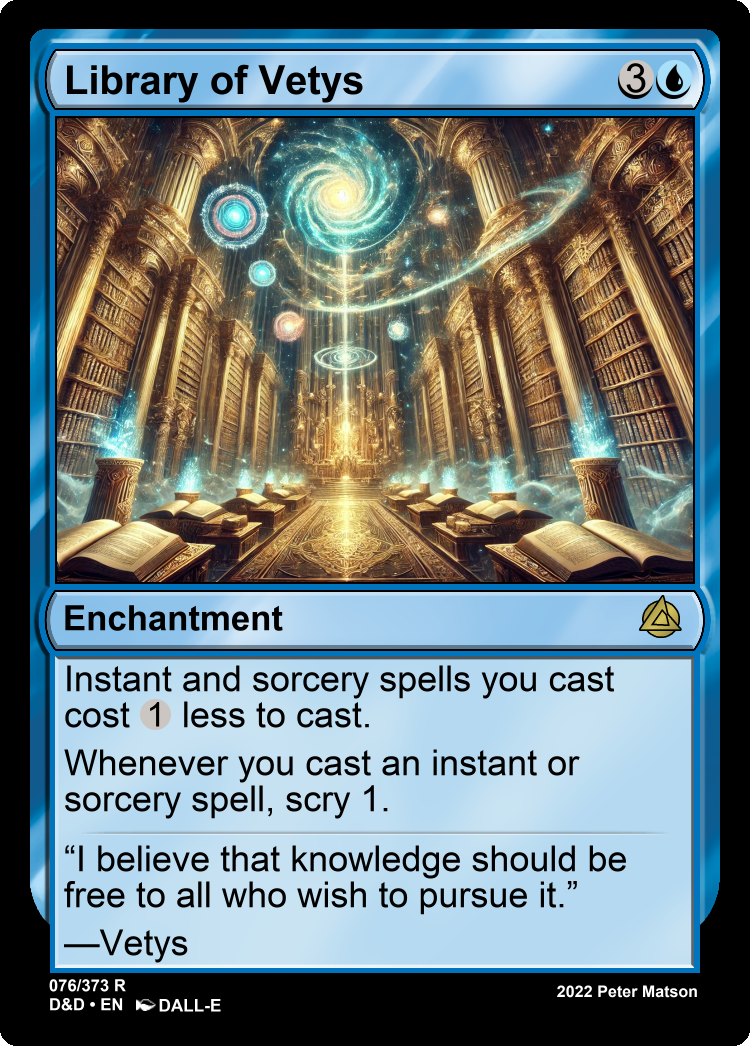 Library of Vetys 3
Enchantment
Instant and sorcery spells you cast
cost 1 less to cast.
Whenever you cast an instant or
sorcery spell, scry 1.
“I believe that knowledge should be
free to all who wish to pursue it.”
—Vetys
076/373 R
D&D • EN DALL-E
2022 Peter Matson